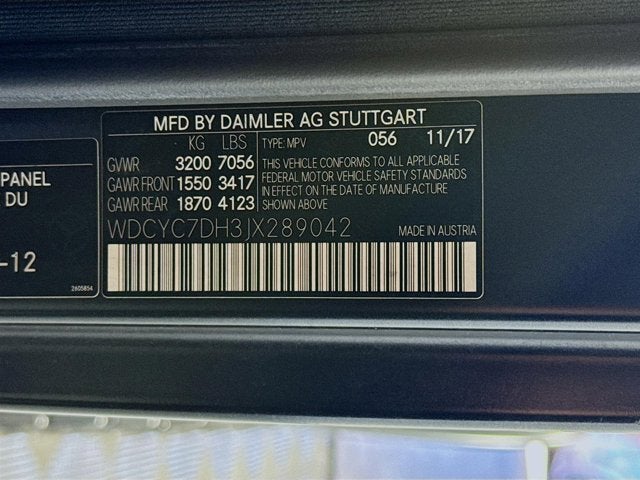 PANEL
DU
-12
2605854
MFD BY DAIMLER AG STUTTGART
KG LBS TYPE: MPV 056 11/17
GVWR 3200 7056 THIS VEHICLE CONFORMS TO ALL APPLICABLE
GAWR FRONT 1550 3417 FEDERAL MOTOR VEHICLE SAFETY STANDARDS
IN EFFECT ON THE DATE OF MANUFACTURE
GAWR REAR 1870 4123 SHOWN ABOVE
WDCYC7DH3JX289042 MADE IN AUSTRIA